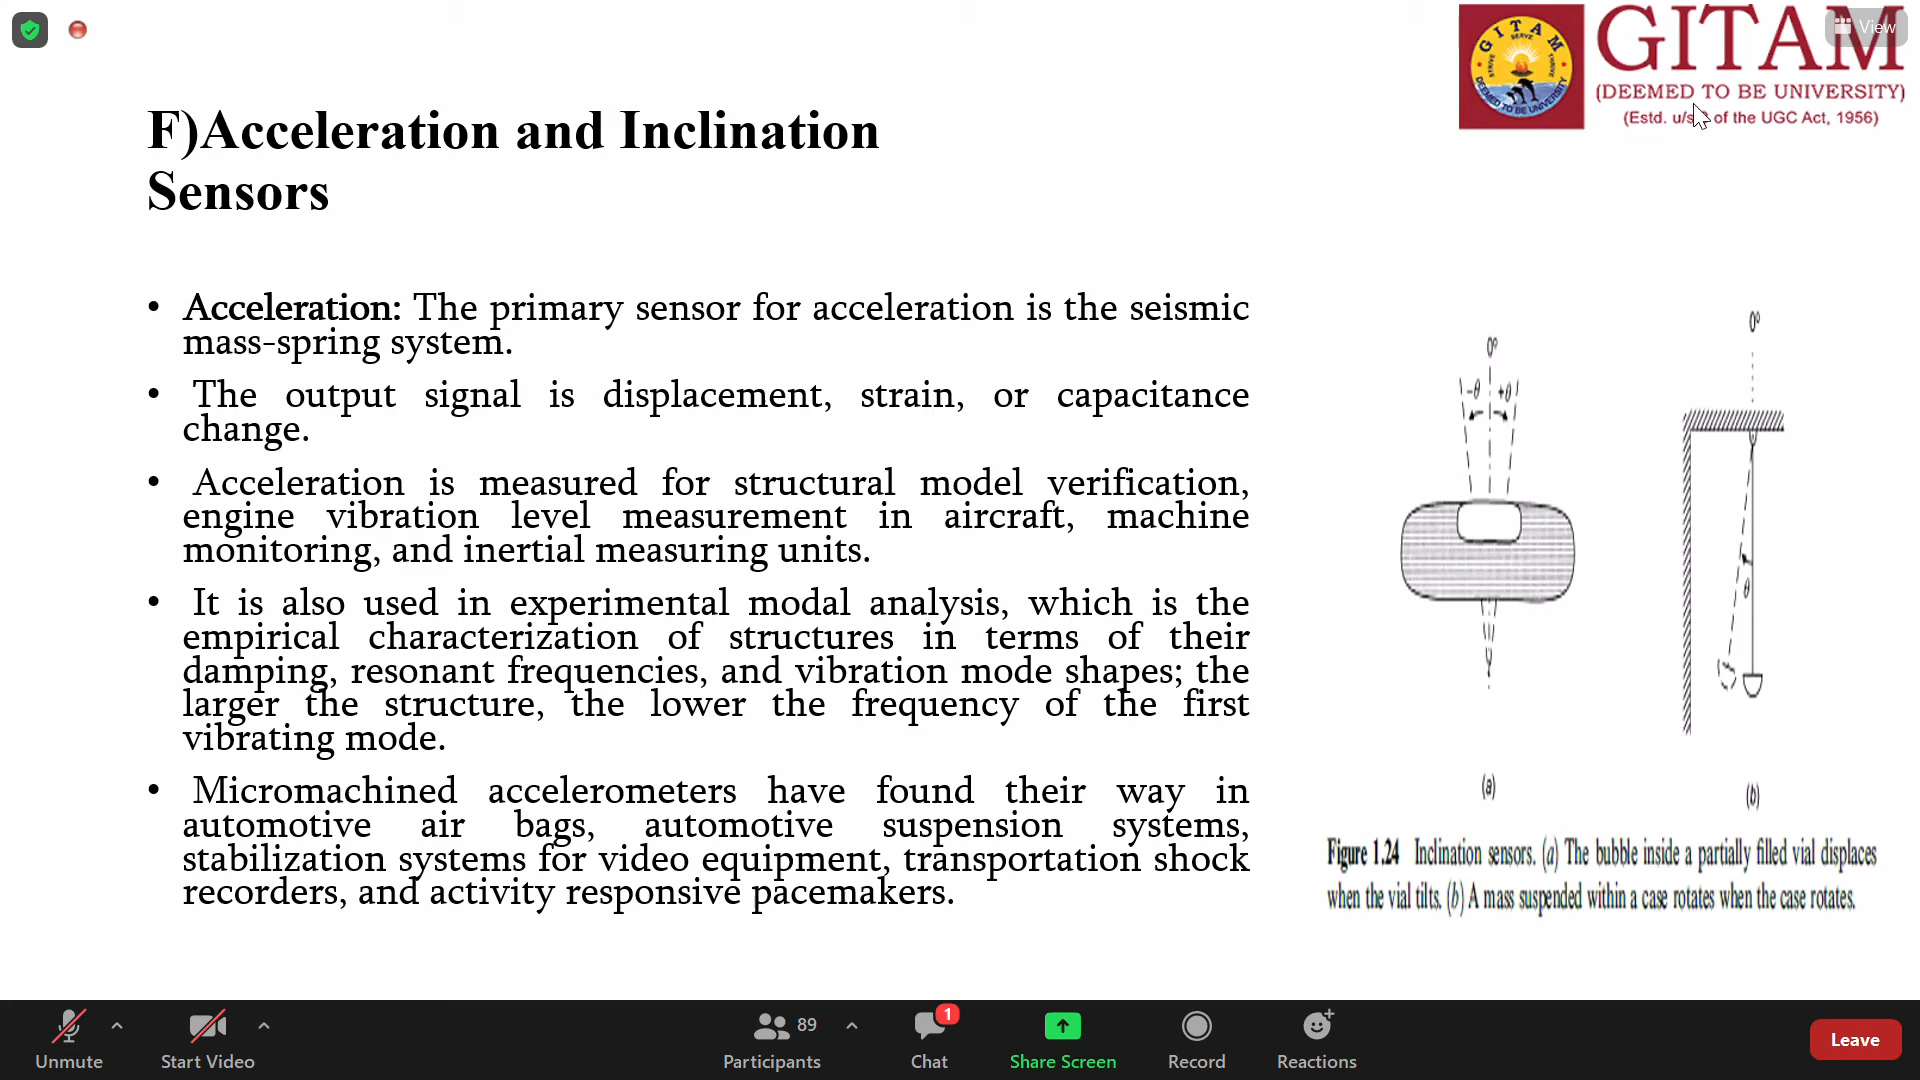 View
GITAM
(DEEMED TO BE UNIVERSITY)
(Estd. u/s of the UGC Act, 1956)
GITAM
STRIVE SERVE THRIVE
DEEMED TO BE UNIVERSITY
F)Acceleration and Inclination
Sensors
• Acceleration: The primary sensor for acceleration is the seismic
mass-spring system.
• The output signal is displacement, strain, or capacitance
change.
• Acceleration is measured for structural model verification,
engine vibration level measurement in aircraft, machine
monitoring, and inertial measuring units.
• It is also used in experimental modal analysis, which is the
empirical characterization of structures in terms of their
damping, resonant frequencies, and vibration mode shapes; the
larger the structure, the lower the frequency of the first
vibrating mode.
• Micromachined accelerometers have found their way in
automotive air bags, automotive suspension systems,
stabilization systems for video equipment, transportation shock
recorders, and activity responsive pacemakers.
0° 0°
-θ +θ
θ
(a) (b)
Figure 1.24 Inclination sensors. (a) The bubble inside a partially filled vial displaces
when the vial tilts. (b) A mass suspended within a case rotates when the case rotates.
89 1
Unmute Start Video Participants Chat Share Screen Record Reactions Leave